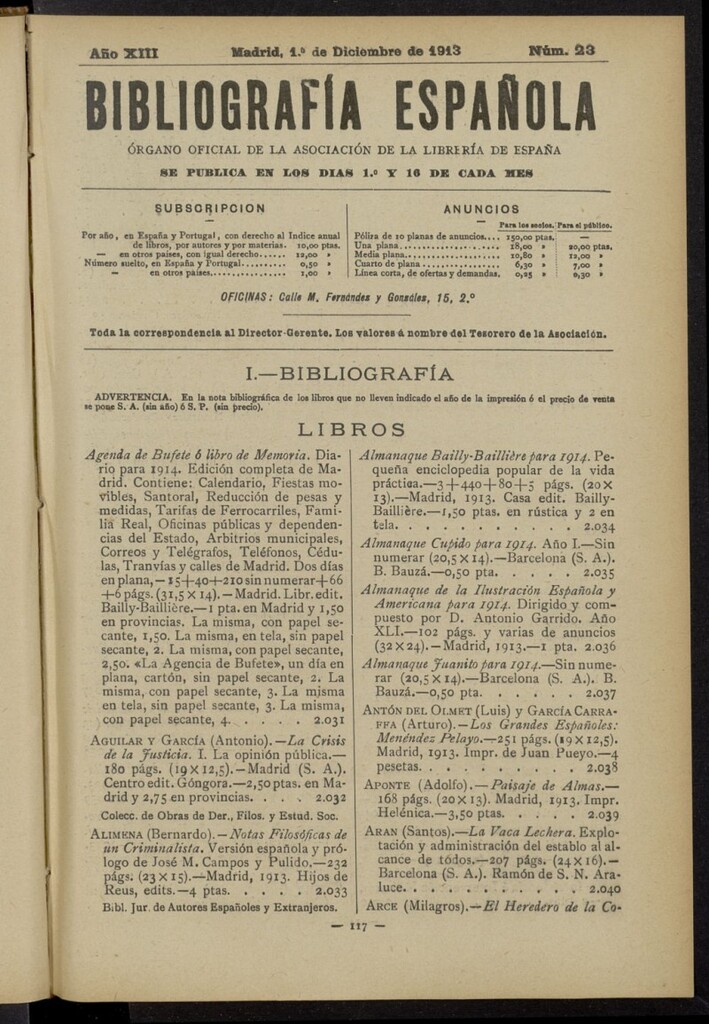 Año XIII Madrid, 1.º de Diciembre de 1913 Núm. 23
BIBLIOGRAFÍA ESPAÑOLA
ÓRGANO OFICIAL DE LA ASOCIACIÓN DE LA LIBRERÍA DE ESPAÑA
SE PUBLICA EN LOS DIAS 1.º Y 16 DE CADA MES
SUBSCRIPCION
Por año, en España y Portugal, con derecho al Indice anual
de libros, por autores y por materias. 10,00 ptas.
— en otros países, con igual derecho...... 12,00 »
Número suelto, en España y Portugal.......... 0,50 »
— en otros países................ 1,00 »
ANUNCIOS
Para los socios. Para el público.
Póliza de 10 planas de anuncios.... 150,00 ptas. —
Una plana........................ 18,00 » 20,00 ptas.
Media plana...................... 10,80 » 12,00 »
Cuarto de plana.................. 6,30 » 7,00 »
Línea corta, de ofertas y demandas. 0,25 » 0,30 »
OFICINAS: Calle M. Fernández y González, 15, 2.º
Toda la correspondencia al Director-Gerente. Los valores á nombre del Tesorero de la Asociación.
I.—BIBLIOGRAFÍA
ADVERTENCIA. En la nota bibliográfica de los libros que no lleven indicado el año de la impresión ó el precio de venta
se pone S. A. (sin año) ó S. P. (sin precio).
LIBROS
Agenda de Bufete ó libro de Memoria. Dia-
rio para 1914. Edición completa de Ma-
drid. Contiene: Calendario, Fiestas mo-
vibles, Santoral, Reducción de pesas y
medidas, Tarifas de Ferrocarriles, Fami-
lia Real, Oficinas públicas y dependen-
cias del Estado, Arbitrios municipales,
Correos y Telégrafos, Teléfonos, Cédu-
las, Tranvías y calles de Madrid. Dos días
en plana,—15+40+210 sin numerar+66
+6 págs. (31,5 × 14).—Madrid. Libr. edit.
Bailly-Baillière.—1 pta. en Madrid y 1,50
en provincias. La misma, con papel se-
cante, 1,50. La misma, en tela, sin papel
secante, 2. La misma, con papel secante,
2,50. «La Agencia de Bufete», un día en
plana, cartón, sin papel secante, 2. La
misma, con papel secante, 3. La misma
en tela, sin papel secante, 3. La misma,
con papel secante, 4. . . . . 2.031
AGUILAR Y GARCÍA (Antonio).—La Crisis
de la Justicia. I. La opinión pública.—
180 págs. (19 × 12,5).—Madrid (S. A.).
Centro edit. Góngora.—2,50 ptas. en Ma-
drid y 2,75 en provincias. . . . 2.032
Colecc. de Obras de Der., Filos. y Estud. Soc.
ALIMENA (Bernardo).—Notas Filosóficas de
un Criminalista. Versión española y pró-
logo de José M. Campos y Pulido.—232
págs. (23 × 15).—Madrid, 1913. Hijos de
Reus, edits.—4 ptas. . . . . 2.033
Bibl. Jur. de Autores Españoles y Extranjeros.
Almanaque Bailly-Baillière para 1914. Pe-
queña enciclopedia popular de la vida
práctica.—3+440+80+5 págs. (20 ×
13).—Madrid, 1913. Casa edit. Bailly-
Baillière.—1,50 ptas. en rústica y 2 en
tela. . . . . . . . . . 2.034
Almanaque Cupido para 1914. Año I.—Sin
numerar (20,5 × 14).—Barcelona (S. A.).
B. Bauzá.—0,50 pta. . . . . 2.035
Almanaque de la Ilustración Española y
Americana para 1914. Dirigido y com-
puesto por D. Antonio Garrido. Año
XLI.—102 págs. y varias de anuncios
(32 × 24).—Madrid, 1913.—1 pta. 2.036
Almanaque Juanito para 1914.—Sin nume-
rar (20,5 × 14).—Barcelona (S. A.). B.
Bauzá.—0,50 pta. . . . . . 2.037
ANTÓN DEL OLMET (Luis) y GARCÍA CARRA-
FFA (Arturo).—Los Grandes Españoles:
Menéndez Pelayo.—251 págs. (19 × 12,5).
Madrid, 1913. Impr. de Juan Pueyo.—4
pesetas. . . . . . . . . 2.038
APONTE (Adolfo).—Paisaje de Almas.—
168 págs. (20 × 13). Madrid, 1913. Impr.
Helénica.—3,50 ptas. . . . . 2.039
ARAN (Santos).—La Vaca Lechera. Explo-
tación y administración del establo al al-
cance de todos.—207 págs. (24 × 16).—
Barcelona (S. A.). Ramón de S. N. Ara-
luce. . . . . . . . . . 2.040
ARCE (Milagros).—El Heredero de la Co-
— 117 —